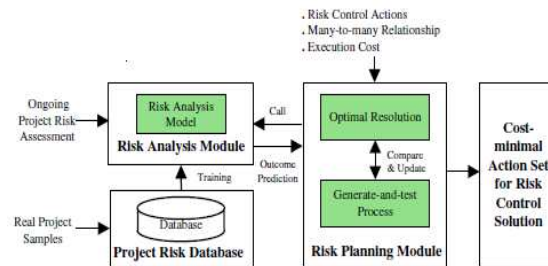 . Risk Control Actions
. Many-to-many Relationship
. Execution Cost
Ongoing
Project Risk
Assessment
Risk Analysis
Model
Risk Analysis Module
Call
Outcome
Prediction
Training
Real Project
Samples
Database
Project Risk Database
Optimal Resolution
Compare
& Update
Generate-and-test
Process
Risk Planning Module
Cost-
minimal
Action Set
for Risk
Control
Solution